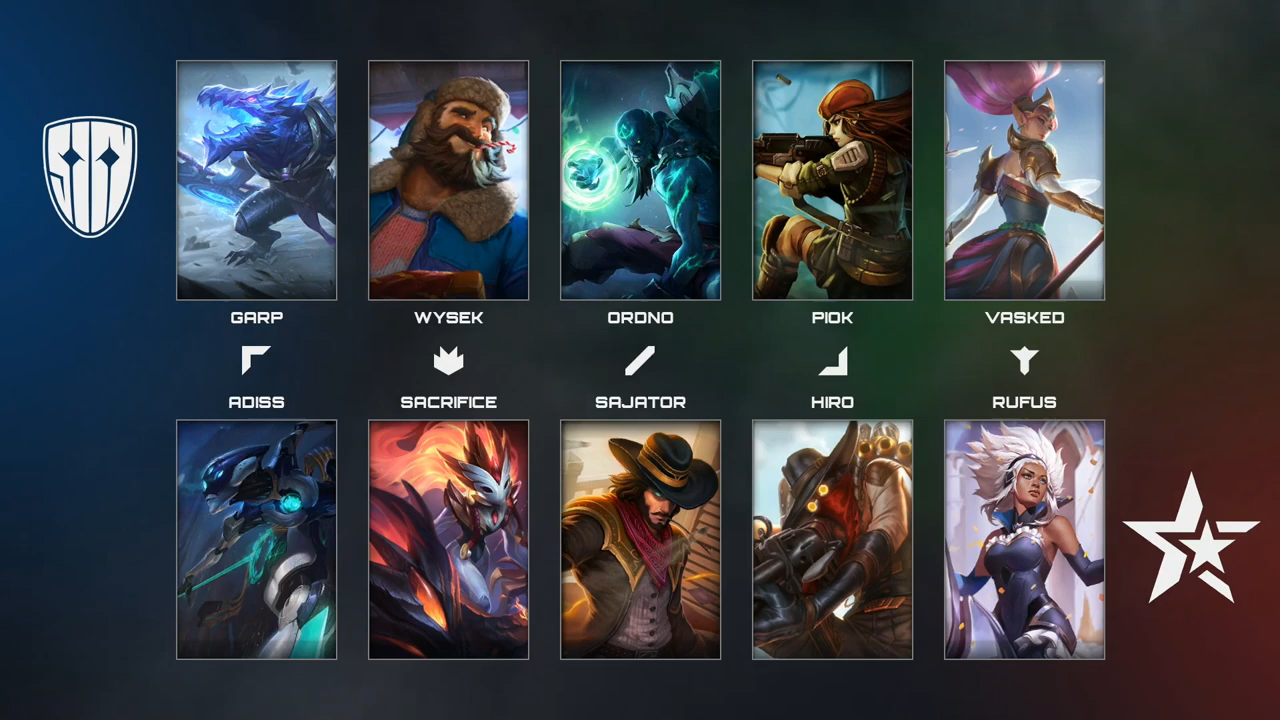 GARP WYSEK ORDNO PIOK VASKED
ADISS SACRIFICE SAJATOR HIRO RUFUS